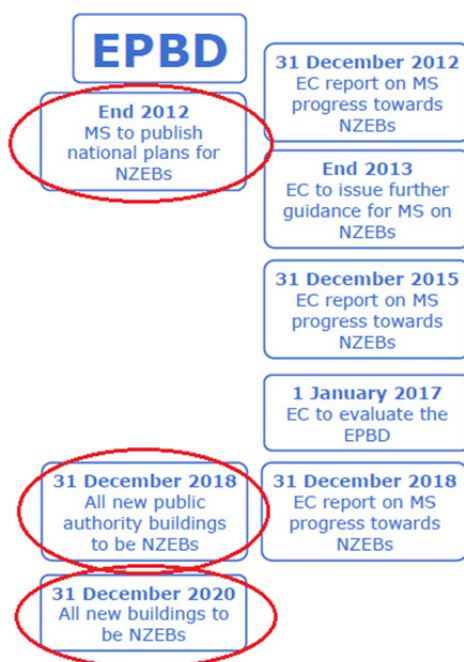 EPBD
31 December 2012
EC report on MS
progress towards
NZEBs
End 2012
MS to publish
national plans for
NZEBs
End 2013
EC to issue further
guidance for MS on
NZEBs
31 December 2015
EC report on MS
progress towards
NZEBs
1 January 2017
EC to evaluate the
EPBD
31 December 2018
All new public
authority buildings
to be NZEBs
31 December 2018
EC report on MS
progress towards
NZEBs
31 December 2020
All new buildings to
be NZEBs